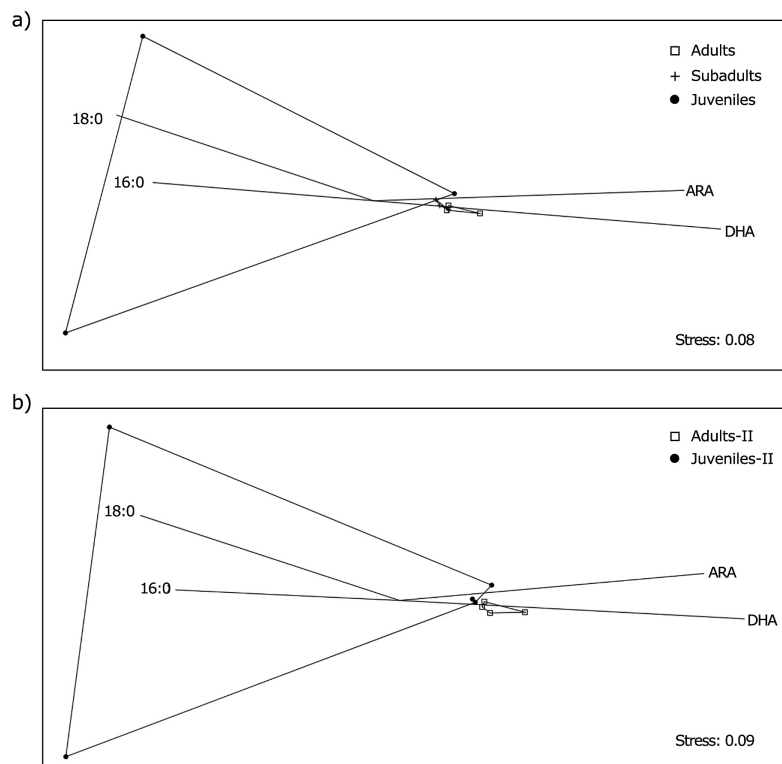 a)
Adults
Subadults
Juveniles
18:0
16:0
ARA
DHA
Stress: 0.08
b)
Adults-II
Juveniles-II
18:0
16:0
ARA
DHA
Stress: 0.09